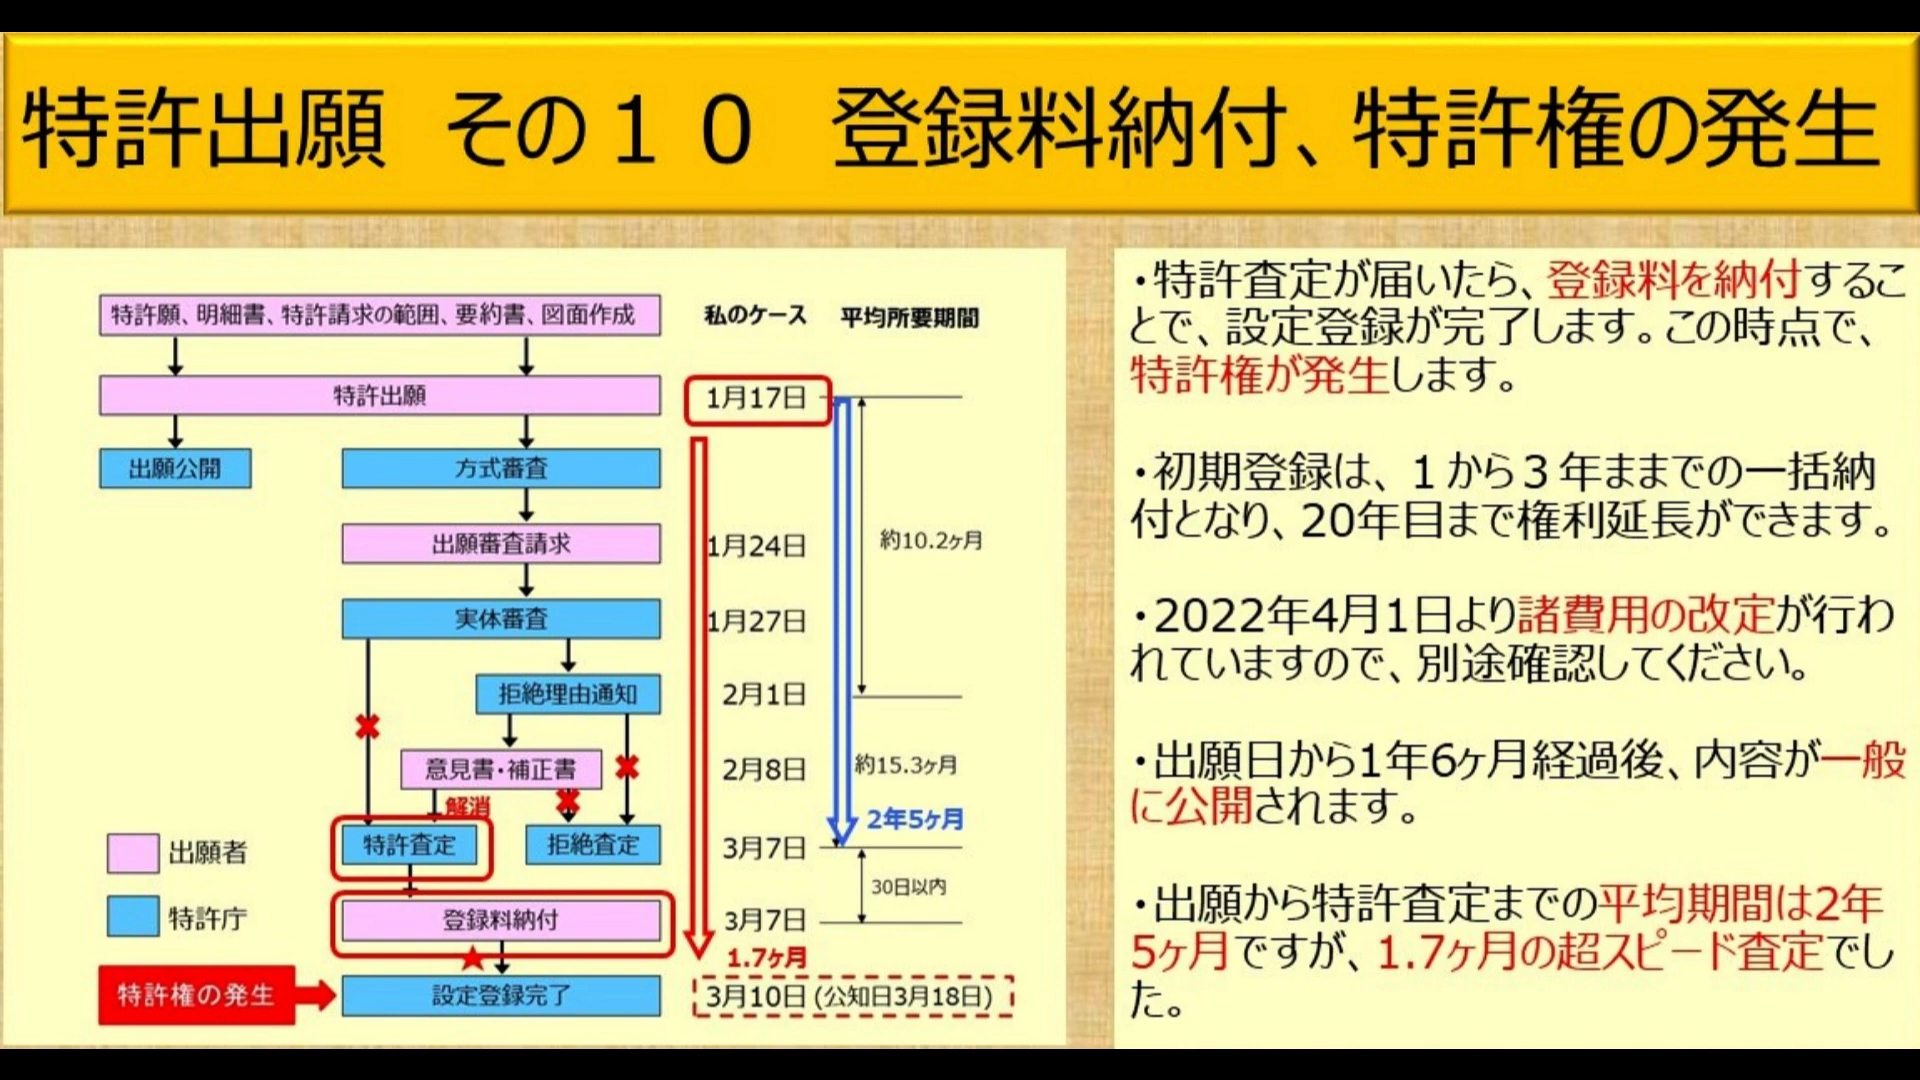 特許出願　その１０　登録料納付、特許権の発生
特許願、明細書、特許請求の範囲、要約書、図面作成
私のケース
平均所要期間
特許出願
1月17日
出願公開
方式審査
出願審査請求
1月24日
約10.2ヶ月
実体審査
1月27日
拒絶理由通知
2月1日
意見書・補正書
2月8日
約15.3ヶ月
解消
2年5ヶ月
特許査定
拒絶査定
3月7日
出願者
30日以内
特許庁
登録料納付
3月7日
1.7ヶ月
特許権の発生
設定登録完了
3月10日 (公知日3月18日)
・特許査定が届いたら、登録料を納付するこ
とで、設定登録が完了します。この時点で、
特許権が発生します。
・初期登録は、１から３年ままでの一括納
付となり、20年目まで権利延長ができます。
・2022年4月1日より諸費用の改定が行わ
れていますので、別途確認してください。
・出願日から1年6ヶ月経過後、内容が一般
に公開されます。
・出願から特許査定までの平均期間は2年
5ヶ月ですが、1.7ヶ月の超スピード査定でし
た。